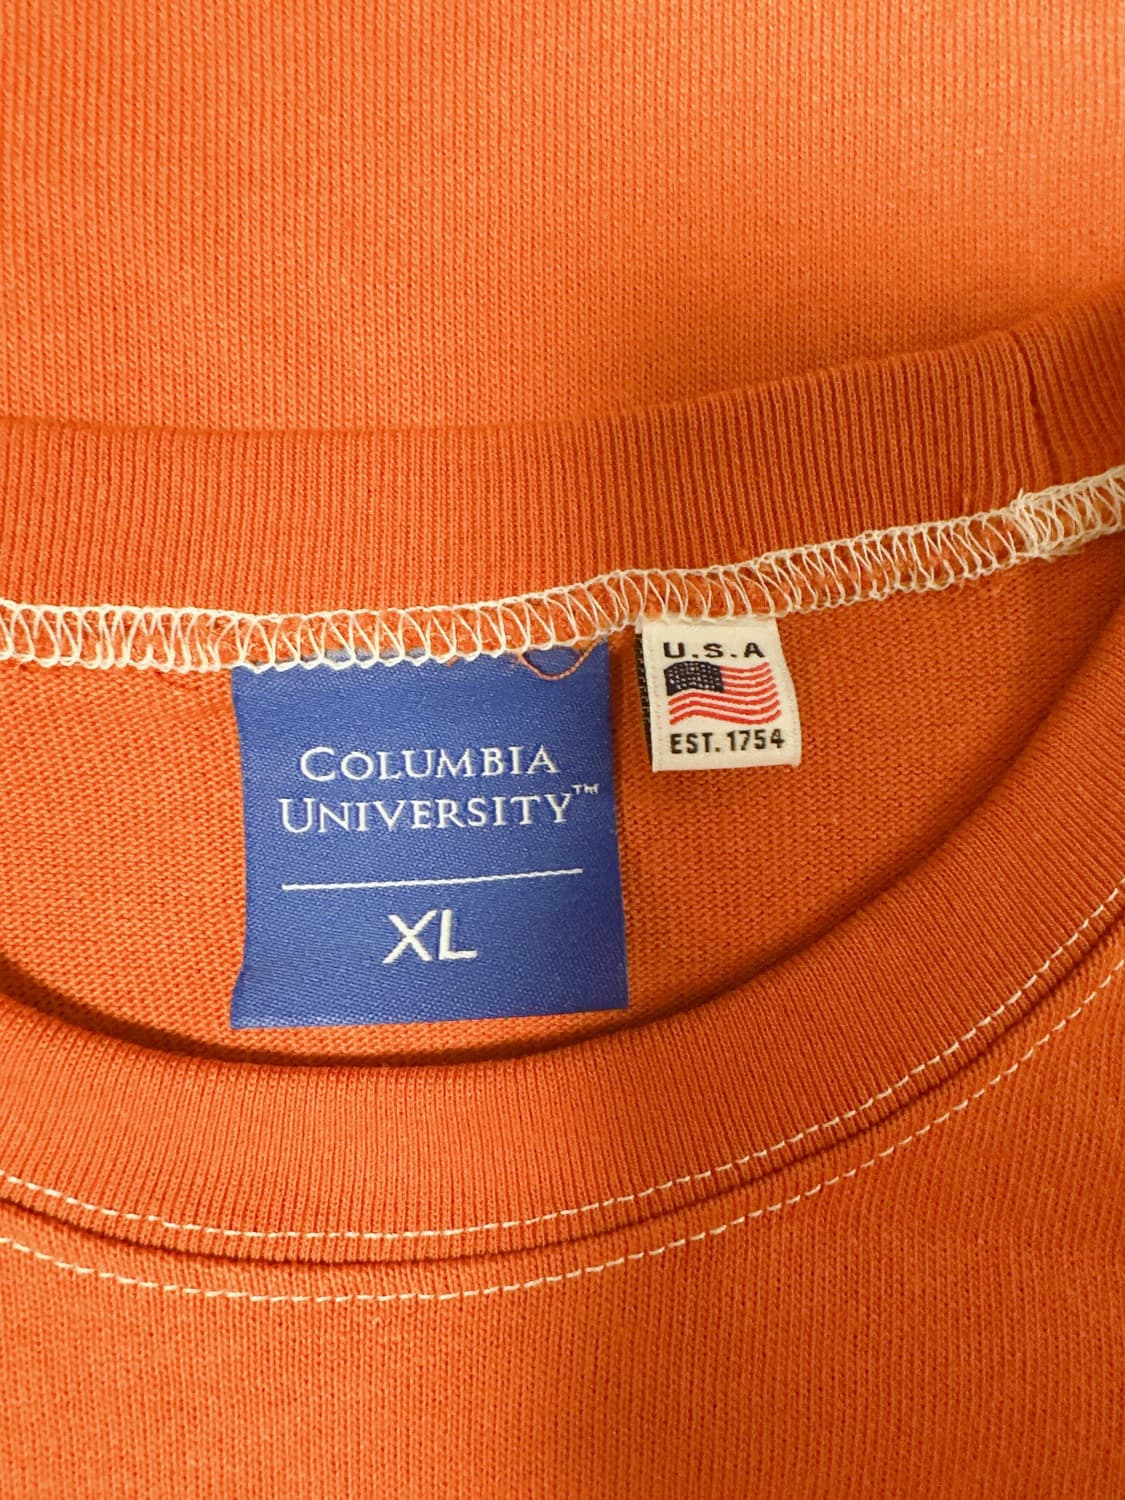 COLUMBIA
UNIVERSITY™
XL
U.S.A
EST. 1754